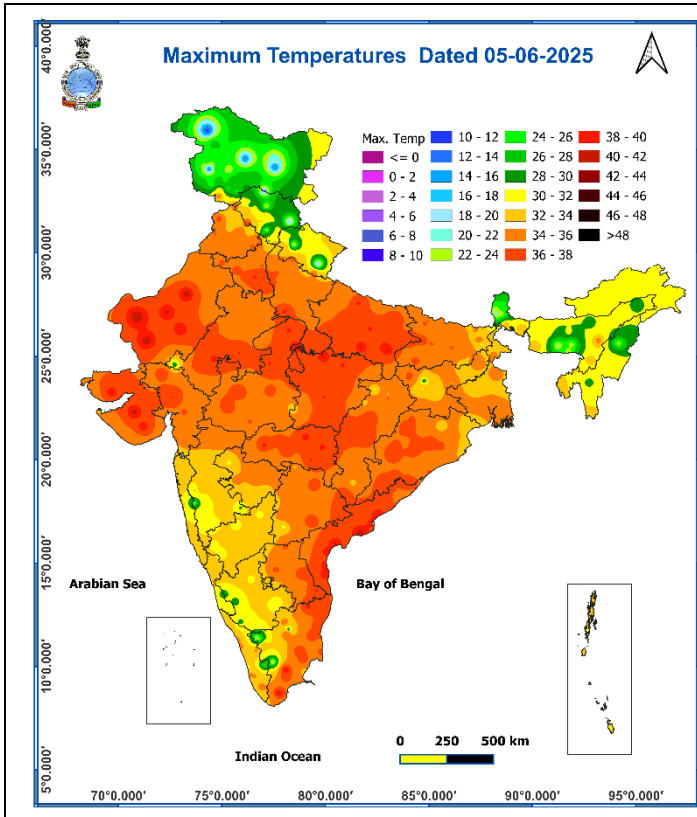 Maximum Temperatures Dated 05-06-2025
Max. Temp
<= 0
0 - 2
2 - 4
4 - 6
6 - 8
8 - 10
10 - 12
12 - 14
14 - 16
16 - 18
18 - 20
20 - 22
22 - 24
24 - 26
26 - 28
28 - 30
30 - 32
32 - 34
34 - 36
36 - 38
38 - 40
40 - 42
42 - 44
44 - 46
46 - 48
>48
40°0.000'
35°0.000'
30°0.000'
25°0.000'
20°0.000'
15°0.000'
10°0.000'
5°0.000'
Arabian Sea
Bay of Bengal
Indian Ocean
0 250 500 km
70°0.000' 75°0.000' 80°0.000' 85°0.000' 90°0.000' 95°0.000'